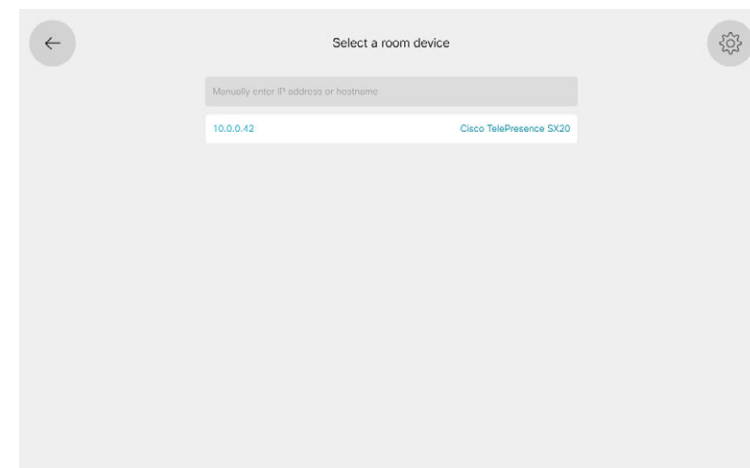 Select a room device
Manually enter IP address or hostname
10.0.0.42 Cisco TelePresence SX20